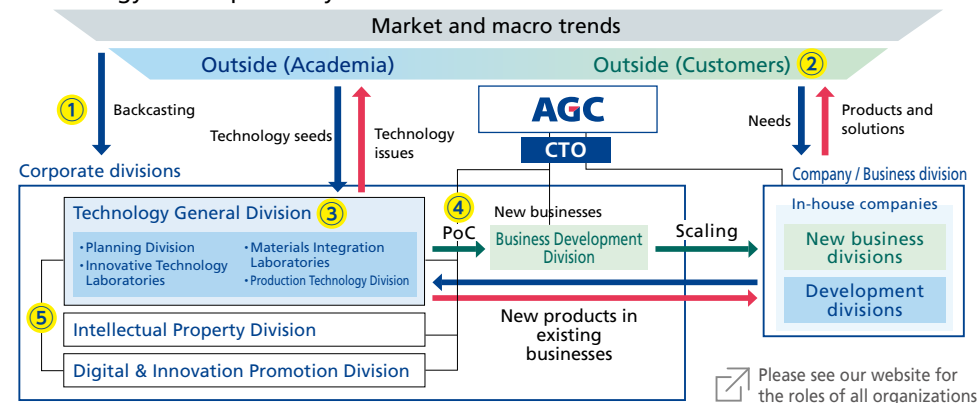 Market and macro trends
Outside (Academia)
Outside (Customers) ②
①
Backcasting
Technology seeds
Technology
issues
AGC
CTO
Needs
Products and
solutions
Corporate divisions
Company / Business division
Technology General Division ③
・Planning Division
・Innovative Technology
Laboratories
・Materials Integration
Laboratories
・Production Technology Division
④
PoC
New businesses
Business Development
Division
Scaling
In-house companies
New business
divisions
Development
divisions
New products in
existing
businesses
⑤
Intellectual Property Division
Digital & Innovation Promotion Division
Please see our website for
the roles of all organizations